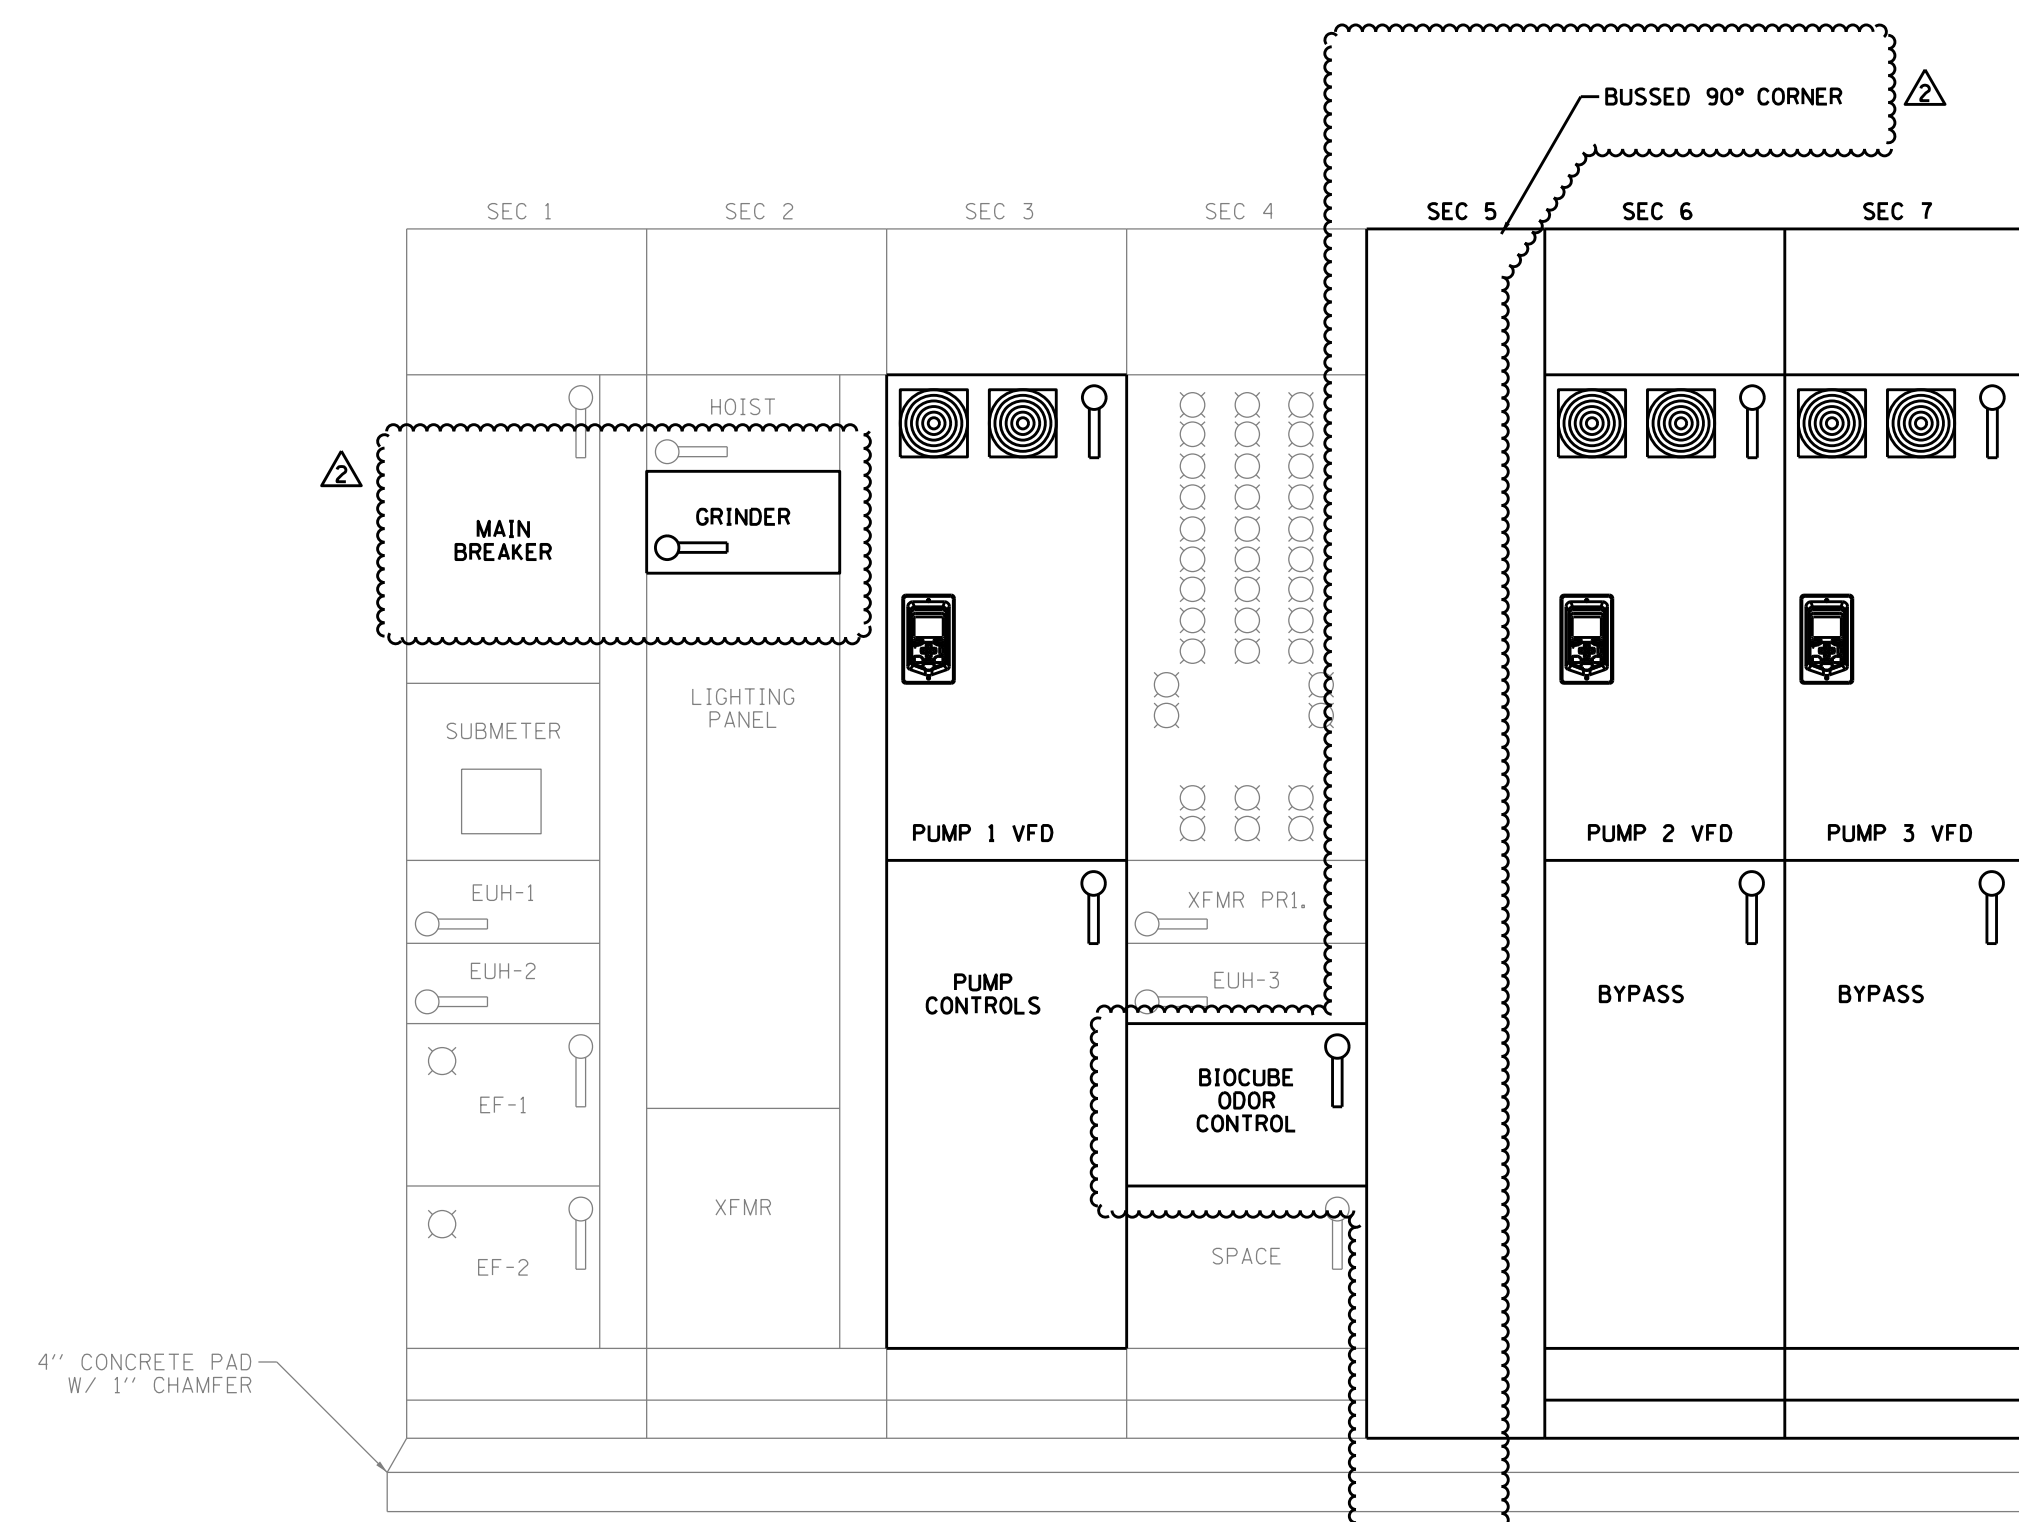 BUSSED 90° CORNER
2
SEC 1
SEC 2
SEC 3
SEC 4
SEC 5
SEC 6
SEC 7
HOIST
2
MAIN
BREAKER
GRINDER
LIGHTING
PANEL
SUBMETER
PUMP 1 VFD
PUMP 2 VFD
PUMP 3 VFD
EUH-1
XFMR PR1.
EUH-2
PUMP
CONTROLS
EUH-3
BYPASS
BYPASS
BIOCUBE
ODOR
CONTROL
EF-1
XFMR
SPACE
EF-2
4'' CONCRETE PAD
W/ 1'' CHAMFER